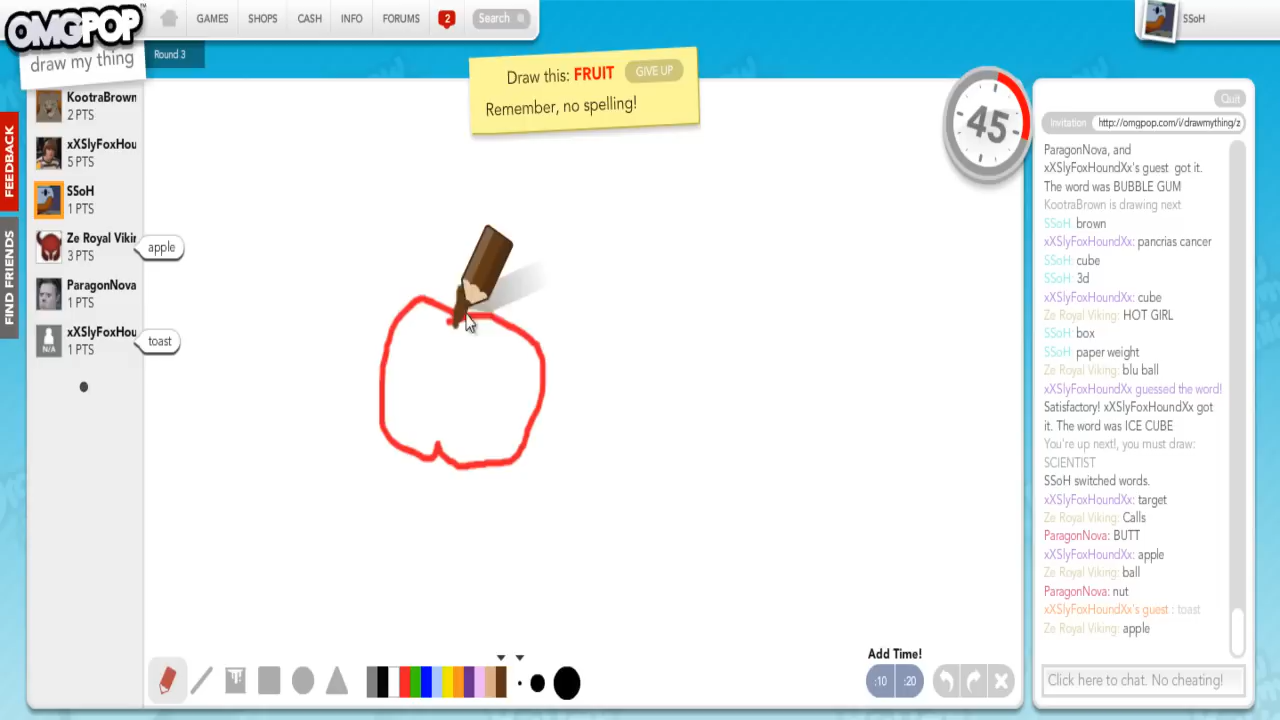 OMGPOP™
GAMES
SHOPS
CASH
INFO
FORUMS
2
Search
SSoH
draw my thing
Round 3
Draw this: FRUIT
GIVE UP
Remember, no spelling!
45
FEEDBACK
FIND FRIENDS
KootraBrown
2 PTS
xXSlyFoxHou
5 PTS
SSoH
1 PTS
Ze Royal Vikin
3 PTS
apple
ParagonNova
1 PTS
xXSlyFoxHou
1 PTS
N/A
toast
Quit
Invitation http://omgpop.com/i/drawmything/z
ParagonNova, and
xXSlyFoxHoundXx's guest got it.
The word was BUBBLE GUM
KootraBrown is drawing next
SSoH: brown
xXSlyFoxHoundXx: pancrias cancer
SSoH: cube
SSoH: 3d
xXSlyFoxHoundXx: cube
Ze Royal Viking: HOT GIRL
SSoH: box
SSoH: paper weight
Ze Royal Viking: blu ball
xXSlyFoxHoundXx guessed the word!
Satisfactory! xXSlyFoxHoundXx got
it. The word was ICE CUBE
You're up next!, you must draw:
SCIENTIST
SSoH switched words.
xXSlyFoxHoundXx: target
Ze Royal Viking: Calls
ParagonNova: BUTT
xXSlyFoxHoundXx: apple
Ze Royal Viking: ball
ParagonNova: nut
xXSlyFoxHoundXx's guest : toast
Ze Royal Viking: apple
Add Time!
:10
:20
Click here to chat. No cheating!